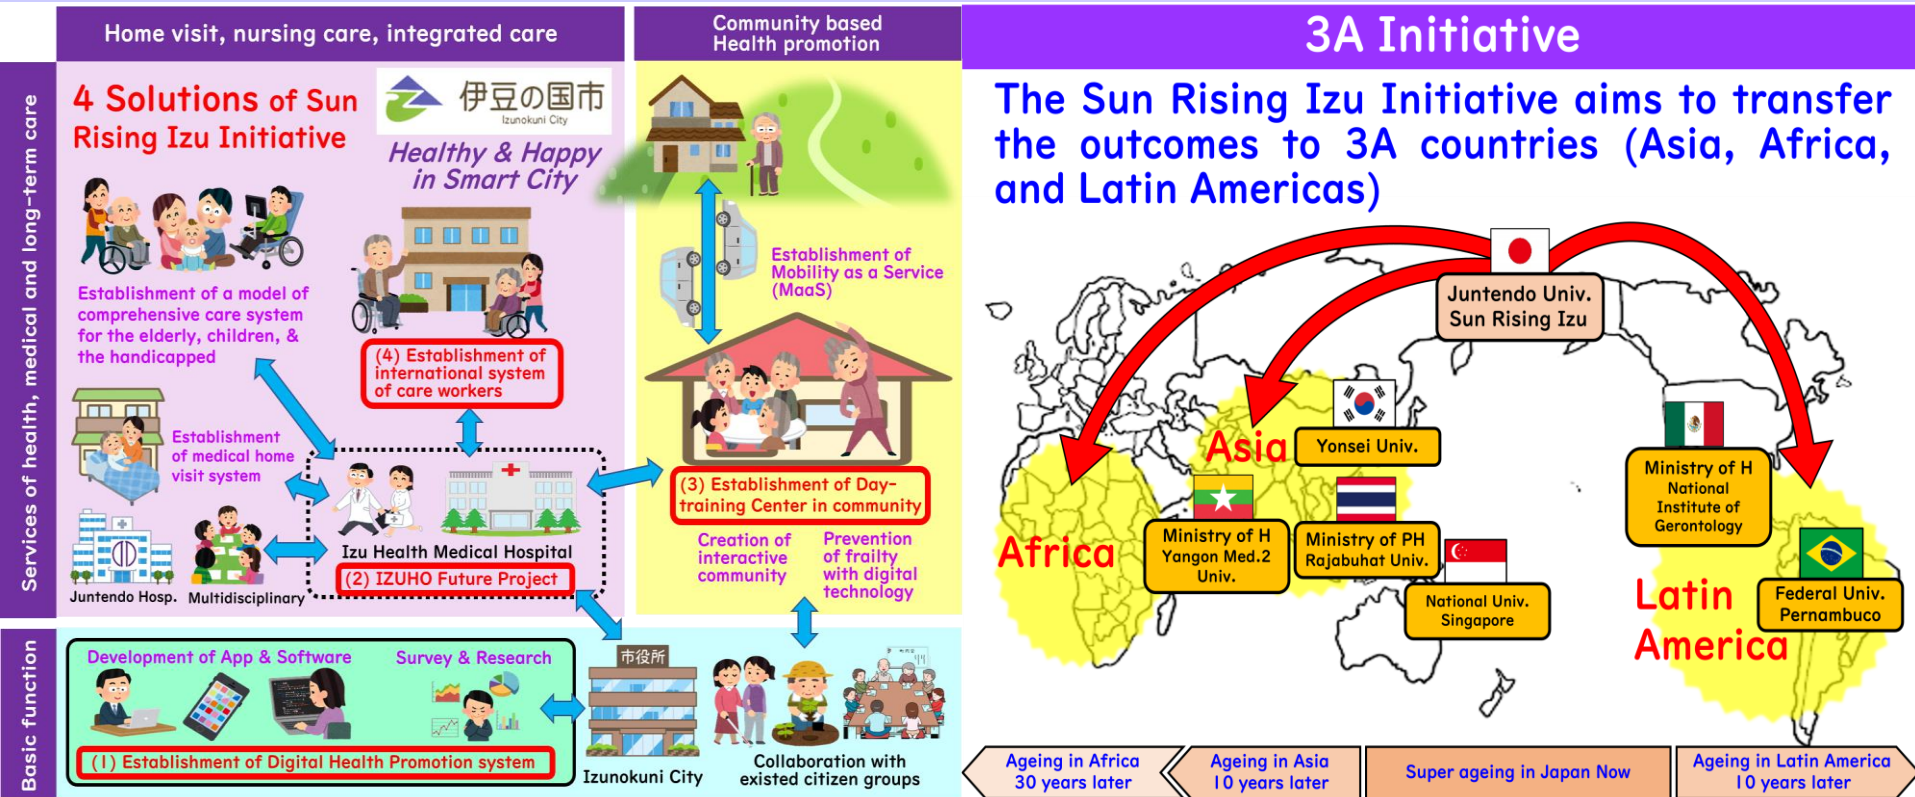 Home visit, nursing care, integrated care
Community based
Health promotion
Services of health, medical and long-term care
4 Solutions of Sun
Rising Izu Initiative
伊豆の国市
Izunokuni City
Healthy & Happy
in Smart City
Establishment of a model of
comprehensive care system
for the elderly, children, &
the handicapped
(4) Establishment of
international system
of care workers
Establishment
of medical home
visit system
Juntendo Hosp.
Multidisciplinary
Izu Health Medical Hospital
(2) IZUHO Future Project
Establishment of
Mobility as a Service
(MaaS)
(3) Establishment of Day-
training Center in community
Creation of
interactive
community
Prevention
of frailty
with digital
technology
Basic function
Development of App & Software
Survey & Research
(1) Establishment of Digital Health Promotion system
市役所
Izunokuni City
Collaboration with
existed citizen groups
3A Initiative
The Sun Rising Izu Initiative aims to transfer
the outcomes to 3A countries (Asia, Africa,
and Latin Americas)
Juntendo Univ.
Sun Rising Izu
Asia
Yonsei Univ.
Africa
Ministry of H
Yangon Med.2
Univ.
Ministry of PH
Rajabuhat Univ.
National Univ.
Singapore
Ministry of H
National
Institute of
Gerontology
Latin
America
Federal Univ.
Pernambuco
Ageing in Africa
30 years later
Ageing in Asia
10 years later
Super ageing in Japan Now
Ageing in Latin America
10 years later